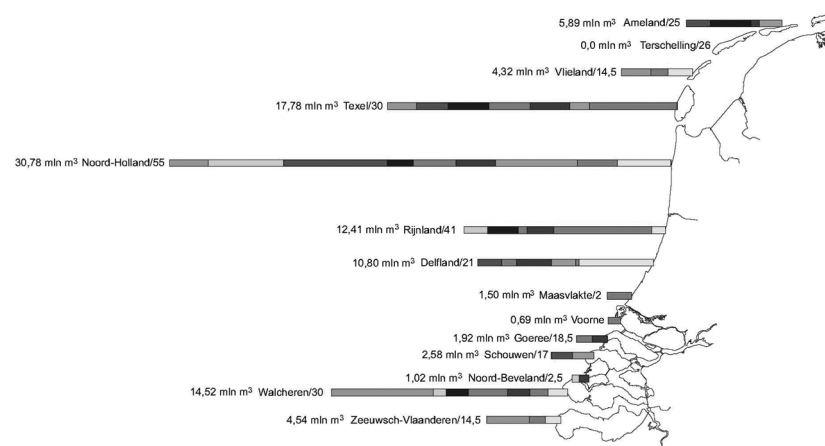 5,89 mln m³ Ameland/25
0,0 mln m³ Terschelling/26
4,32 mln m³ Vlieland/14,5
17,78 mln m³ Texel/30
30,78 mln m³ Noord-Holland/55
12,41 mln m³ Rijnland/41
10,80 mln m³ Delfland/21
1,50 mln m³ Maasvlakte/2
0,69 mln m³ Voorne
1,92 mln m³ Goeree/18,5
2,58 mln m³ Schouwen/17
1,02 mln m³ Noord-Beveland/2,5
14,52 mln m³ Walcheren/30
4,54 mln m³ Zeeuwsch-Vlaanderen/14,5